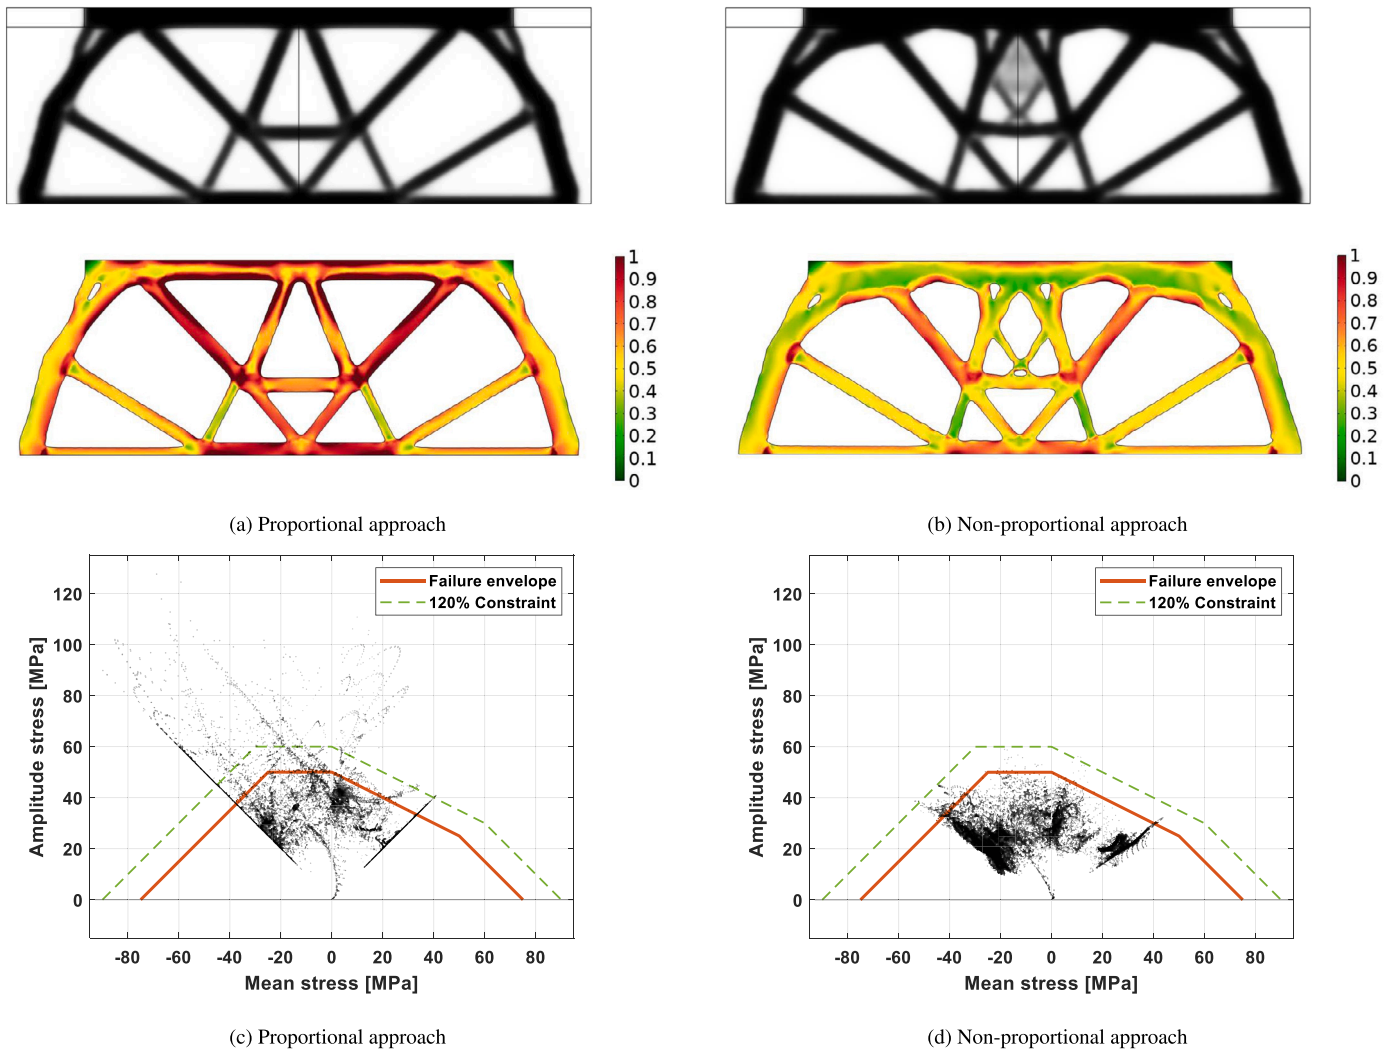 1
0.9
0.8
0.7
0.6
0.5
0.4
0.3
0.2
0.1
0
1
0.9
0.8
0.7
0.6
0.5
0.4
0.3
0.2
0.1
0
(a) Proportional approach
(b) Non-proportional approach
Failure envelope
120% Constraint
Amplitude stress [MPa]
120
100
80
60
40
20
0
-80 -60 -40 -20 0 20 40 60 80
Mean stress [MPa]
Failure envelope
120% Constraint
Amplitude stress [MPa]
120
100
80
60
40
20
0
-80 -60 -40 -20 0 20 40 60 80
Mean stress [MPa]
(c) Proportional approach
(d) Non-proportional approach